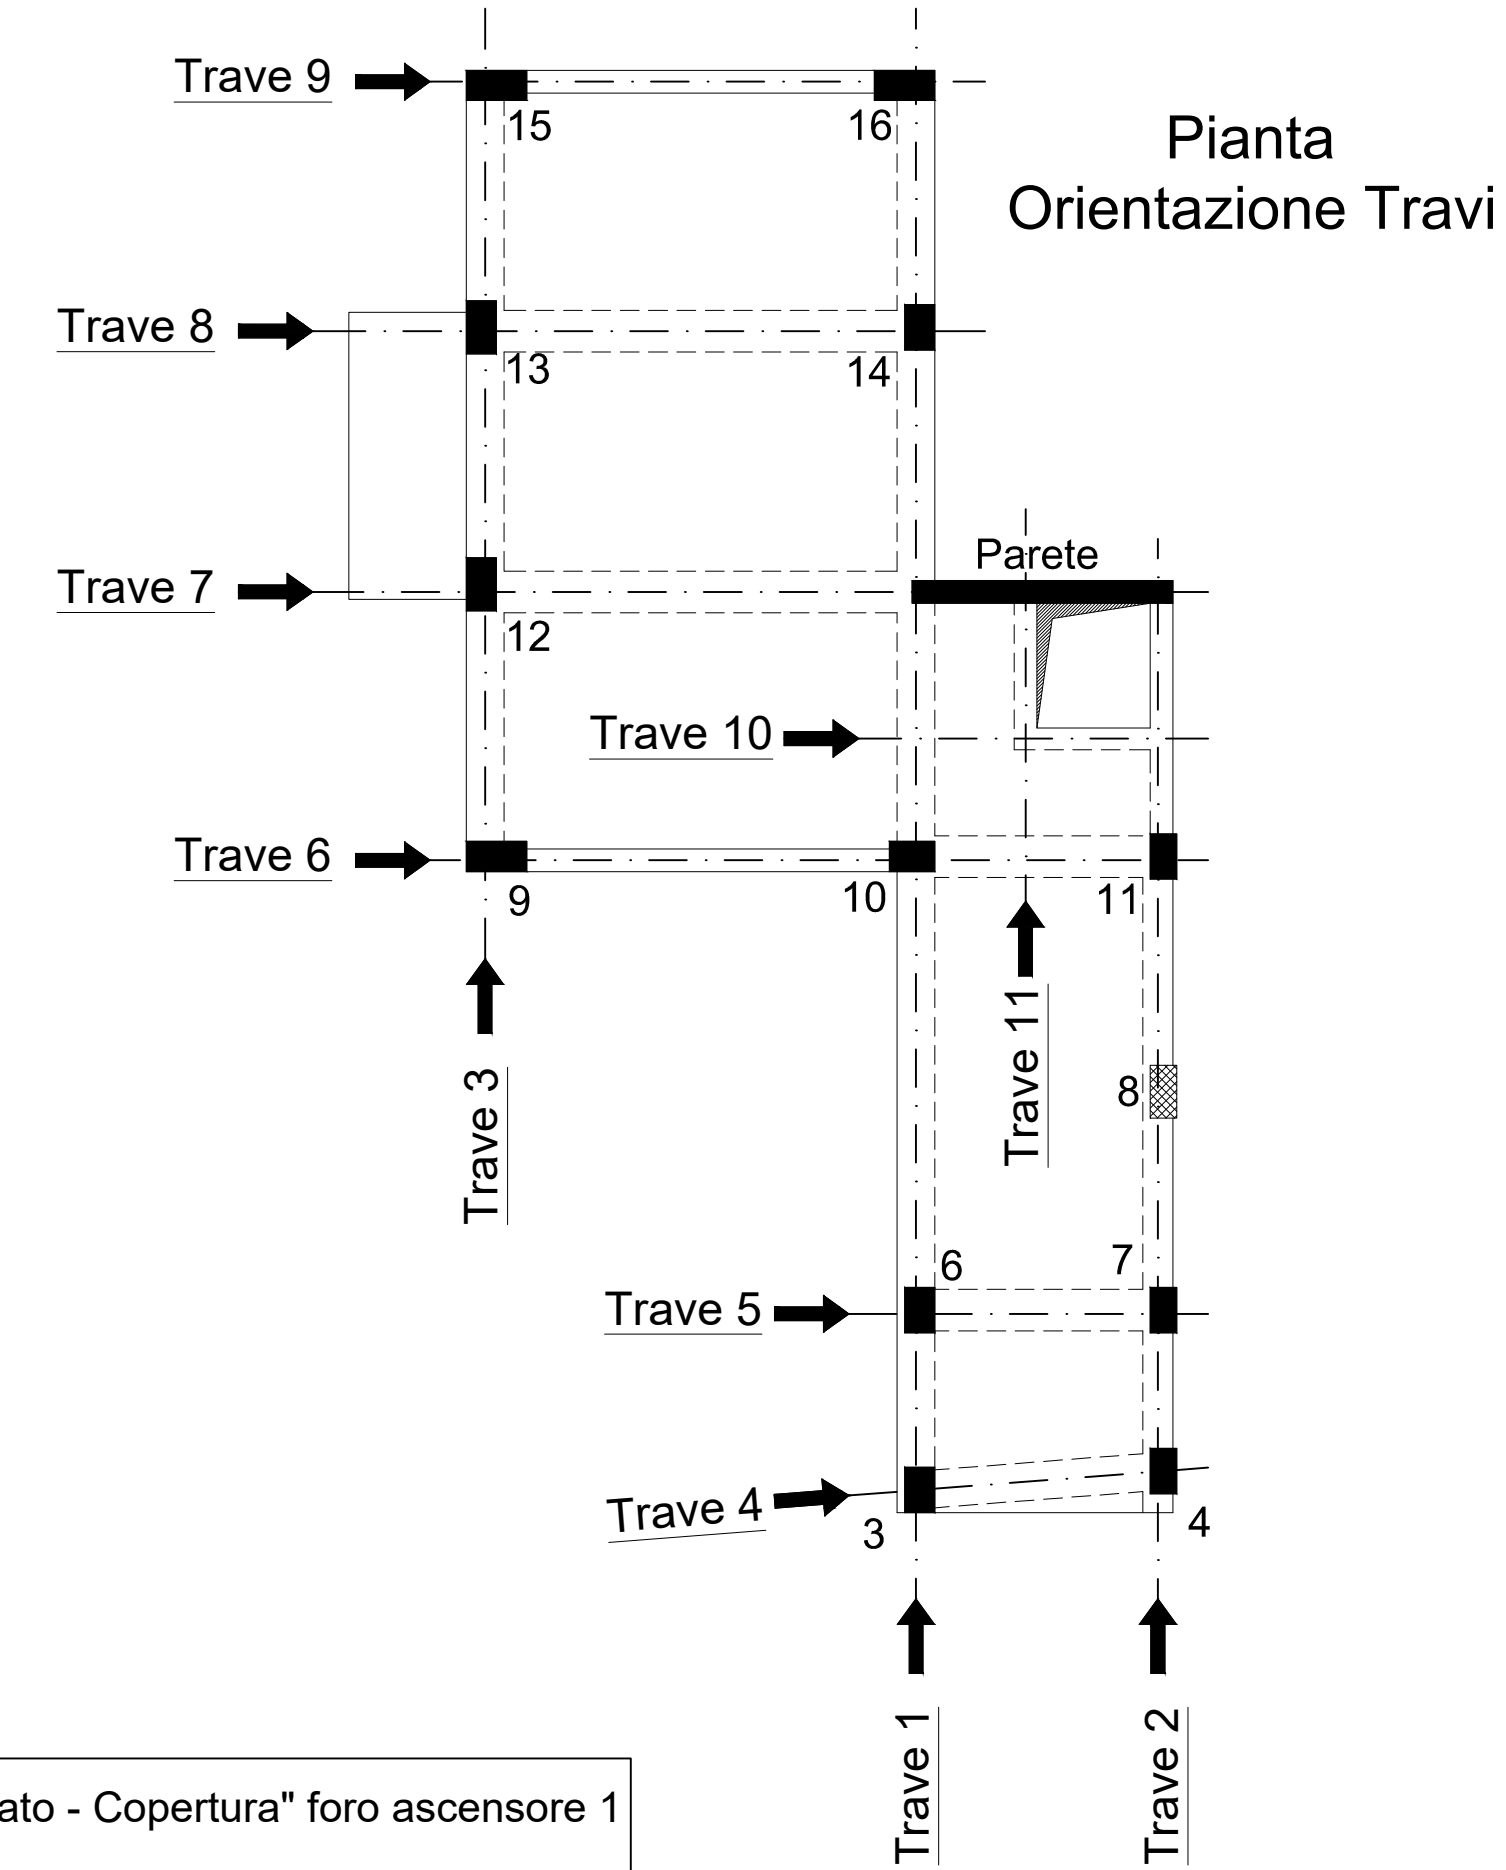 Trave 9
15
16
Pianta
Orientazione Travi
Trave 8
13
14
Parete
Trave 7
12
Trave 10
Trave 6
9
10
11
Trave 11
Trave 3
8
6
7
Trave 5
Trave 4
3
4
Trave 1
Trave 2
- Copertura" foro ascensore 1